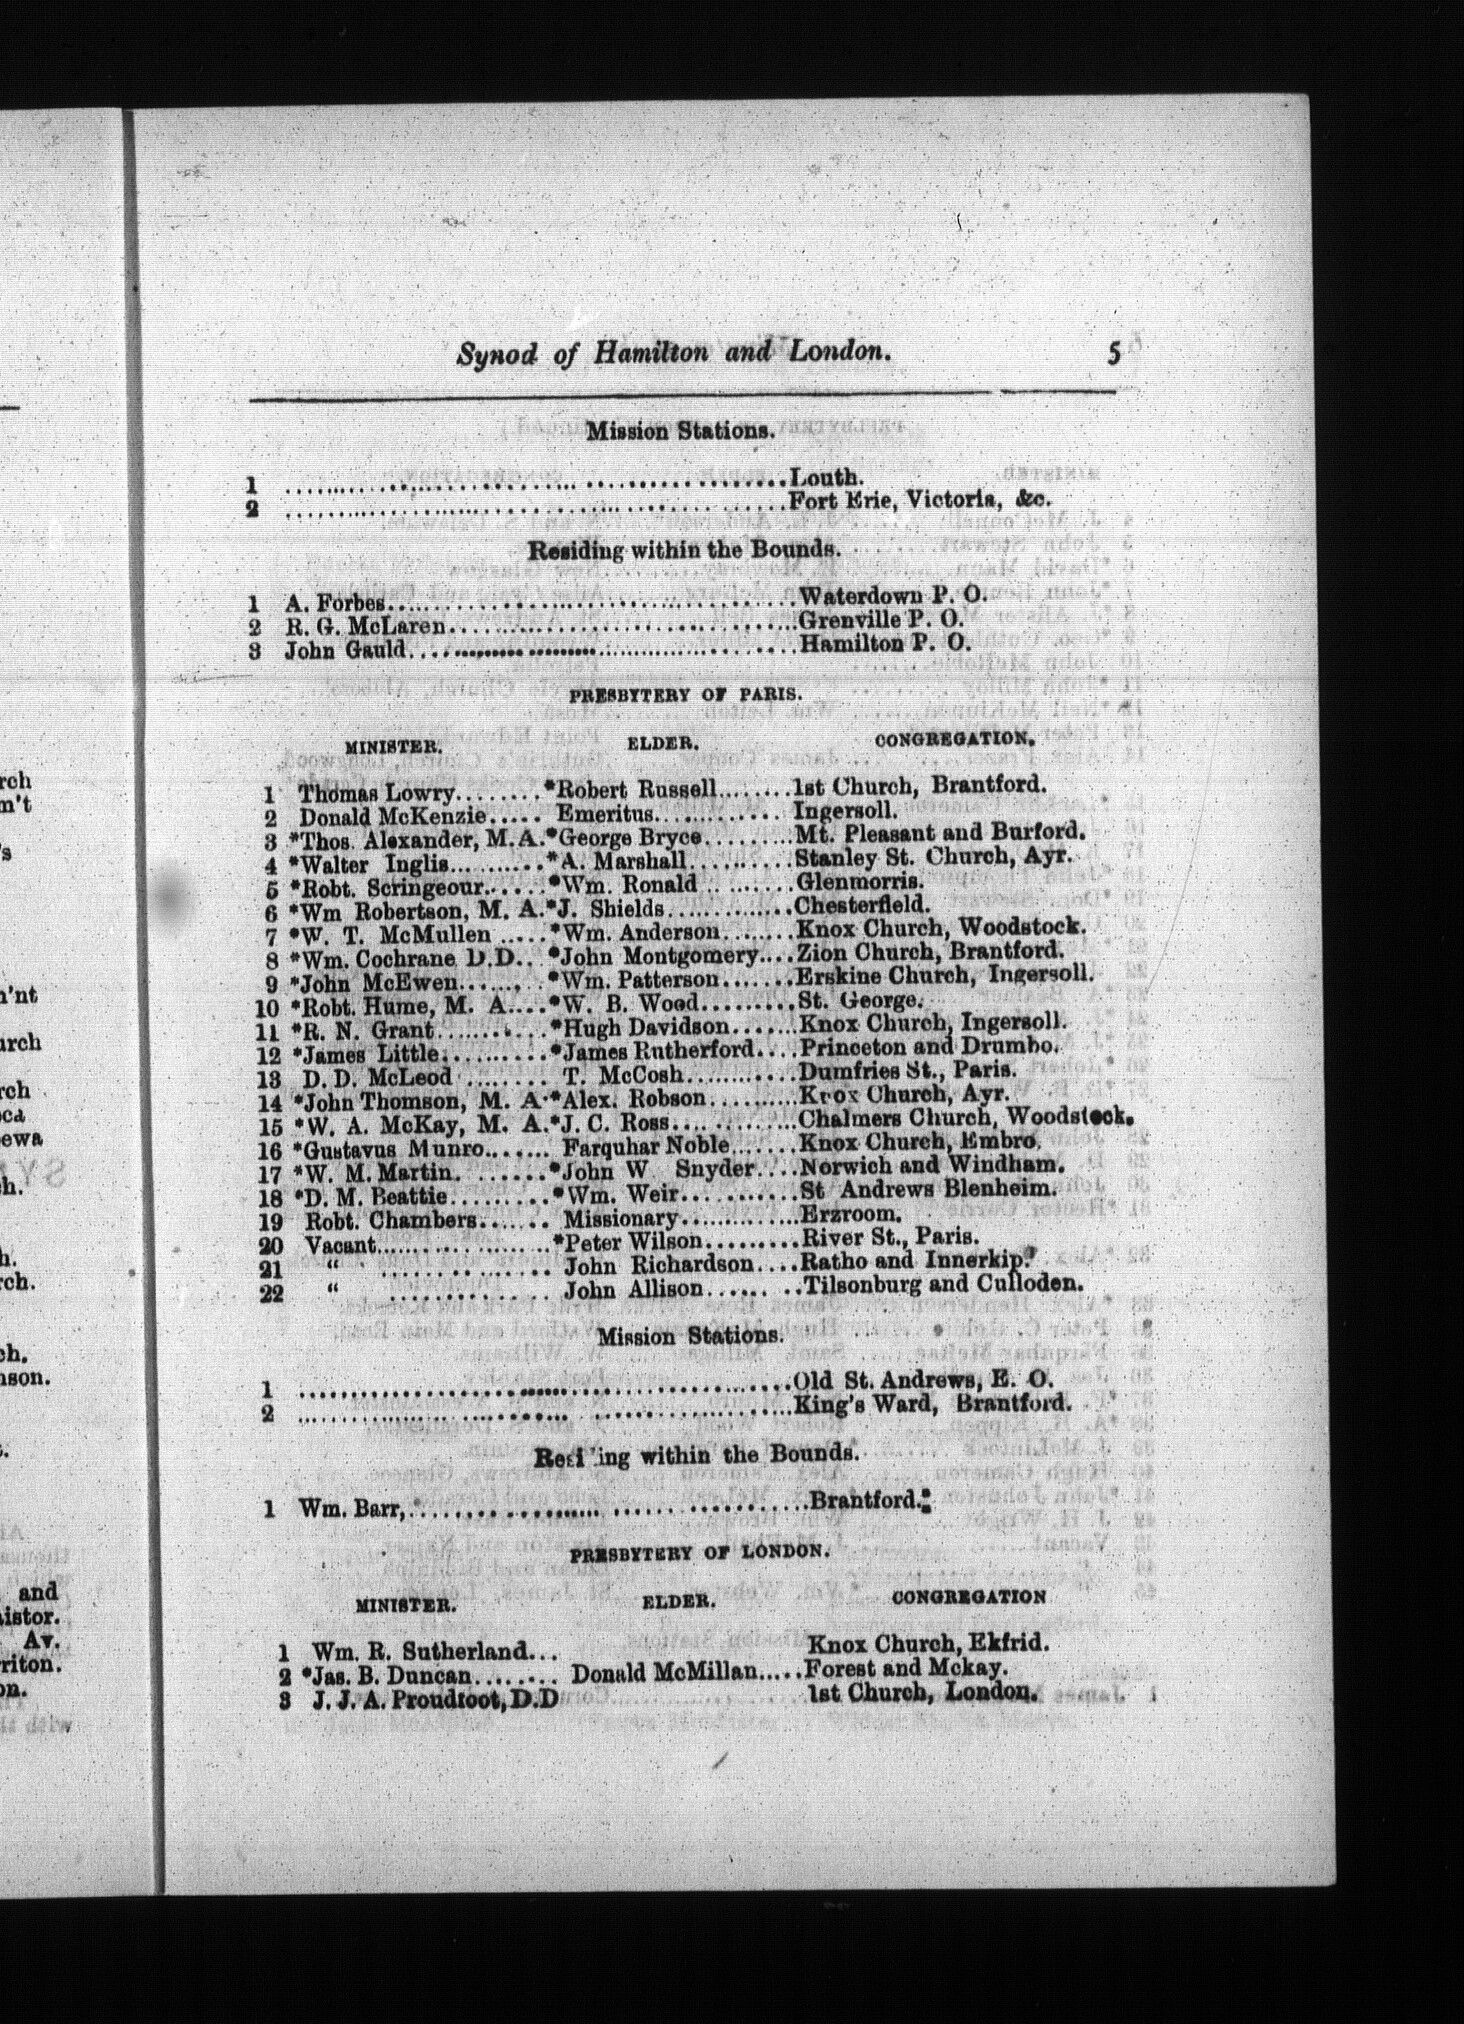 Synod of Hamilton and London. 5
Mission Stations.
1 ........................................Louth.
2 ........................................Fort Erie, Victoria, &c.
Residing within the Bounds.
1 A. Forbes........................................Waterdown P. O.
2 R. G. McLaren........................................Grenville P. O.
3 John Gauld........................................Hamilton P. O.
PRESBYTERY OF PARIS.
MINISTER. ELDER. CONGREGATION.
1 Thomas Lowry........*Robert Russell........1st Church, Brantford.
2 Donald McKenzie..... Emeritus............Ingersoll.
3 *Thos. Alexander, M.A.*George Bryce.........Mt. Pleasant and Burford.
4 *Walter Inglis..........*A. Marshall..........Stanley St. Church, Ayr.
5 *Robt. Scringeour......*Wm. Ronald.........Glenmorris.
6 *Wm Robertson, M. A.*J. Shields............Chesterfield.
7 *W. T. McMullen .....*Wm. Anderson.......Knox Church, Woodstock.
8 *Wm. Cochrane D.D.. *John Montgomery....Zion Church, Brantford.
9 *John McEwen........ *Wm. Patterson.......Erskine Church, Ingersoll.
10 *Robt. Hume, M. A....*W. B. Wood.........St. George.
11 *R. N. Grant..........*Hugh Davidson......Knox Church, Ingersoll.
12 *James Little..........*James Rutherford....Princeton and Drumbo.
13 D. D. McLeod ........ T. McCosh...........Dumfries St., Paris.
14 *John Thomson, M. A.*Alex. Robson.........Knox Church, Ayr.
15 *W. A. McKay, M. A.*J. C. Ross............Chalmers Church, Woodstock.
16 *Gustavus Munro....... Farquhar Noble.......Knox Church, Embro.
17 *W. M. Martin. .......*John W Snyder....Norwich and Windham.
18 *D. M. Beattie.........*Wm. Weir...........St Andrews Blenheim.
19 Robt. Chambers....... Missionary............Erzroom.
20 Vacant..................*Peter Wilson.........River St., Paris.
21 " ............... John Richardson....Ratho and Innerkip.
22 " .............. John Allison........Tilsonburg and Culloden.
Mission Stations.
1 ........................................Old St. Andrews, E. O.
2 ........................................King's Ward, Brantford.
Resi ing within the Bounds.
1 Wm. Barr,........................................Brantford.
PRESBYTERY OF LONDON.
MINISTER. ELDER. CONGREGATION
1 Wm. R. Sutherland... Knox Church, Ekfrid.
2 *Jas. B. Duncan........ Donald McMillan.....Forest and Mckay.
3 J. J. A. Proudfoot, D.D 1st Church, London.